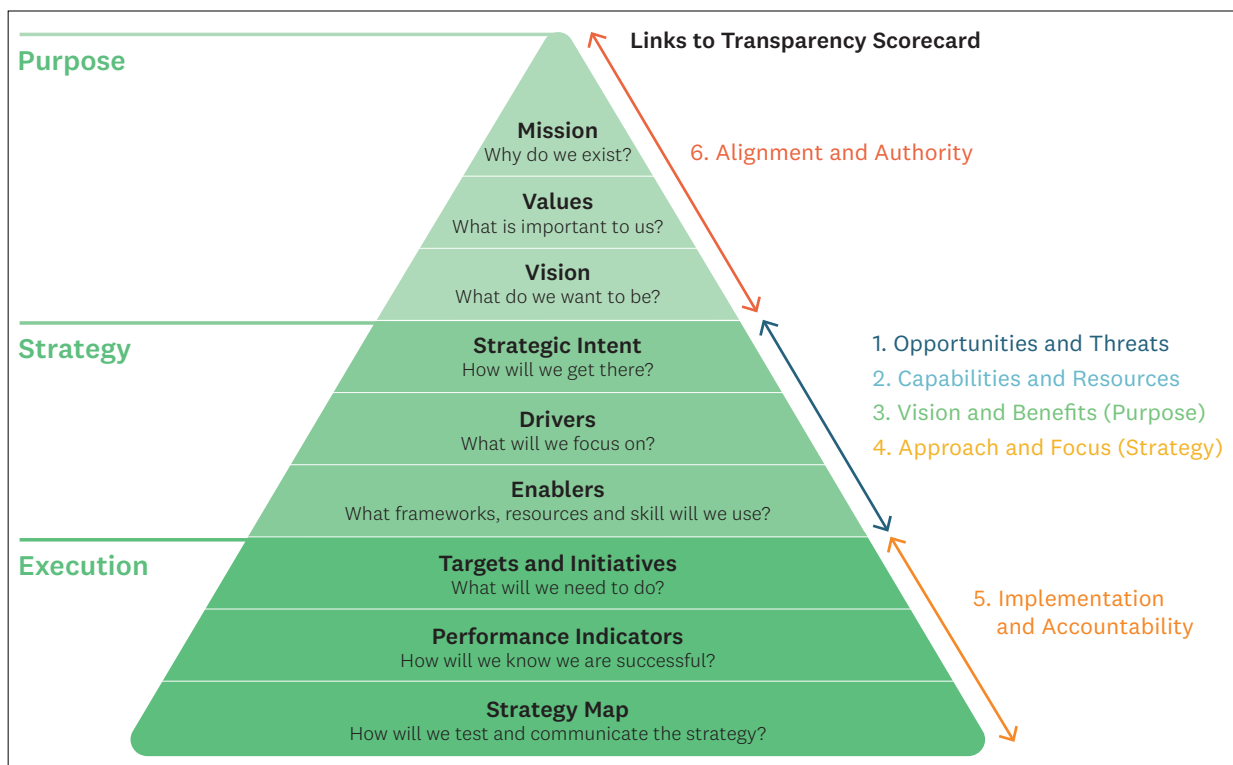 Links to Transparency Scorecard
Purpose
Mission
Why do we exist?
6. Alignment and Authority
Values
What is important to us?
Vision
What do we want to be?
Strategy
Strategic Intent
How will we get there?
1. Opportunities and Threats
2. Capabilities and Resources
3. Vision and Benefits (Purpose)
4. Approach and Focus (Strategy)
Drivers
What will we focus on?
Enablers
What frameworks, resources and skill will we use?
Execution
Targets and Initiatives
What will we need to do?
5. Implementation
and Accountability
Performance Indicators
How will we know we are successful?
Strategy Map
How will we test and communicate the strategy?